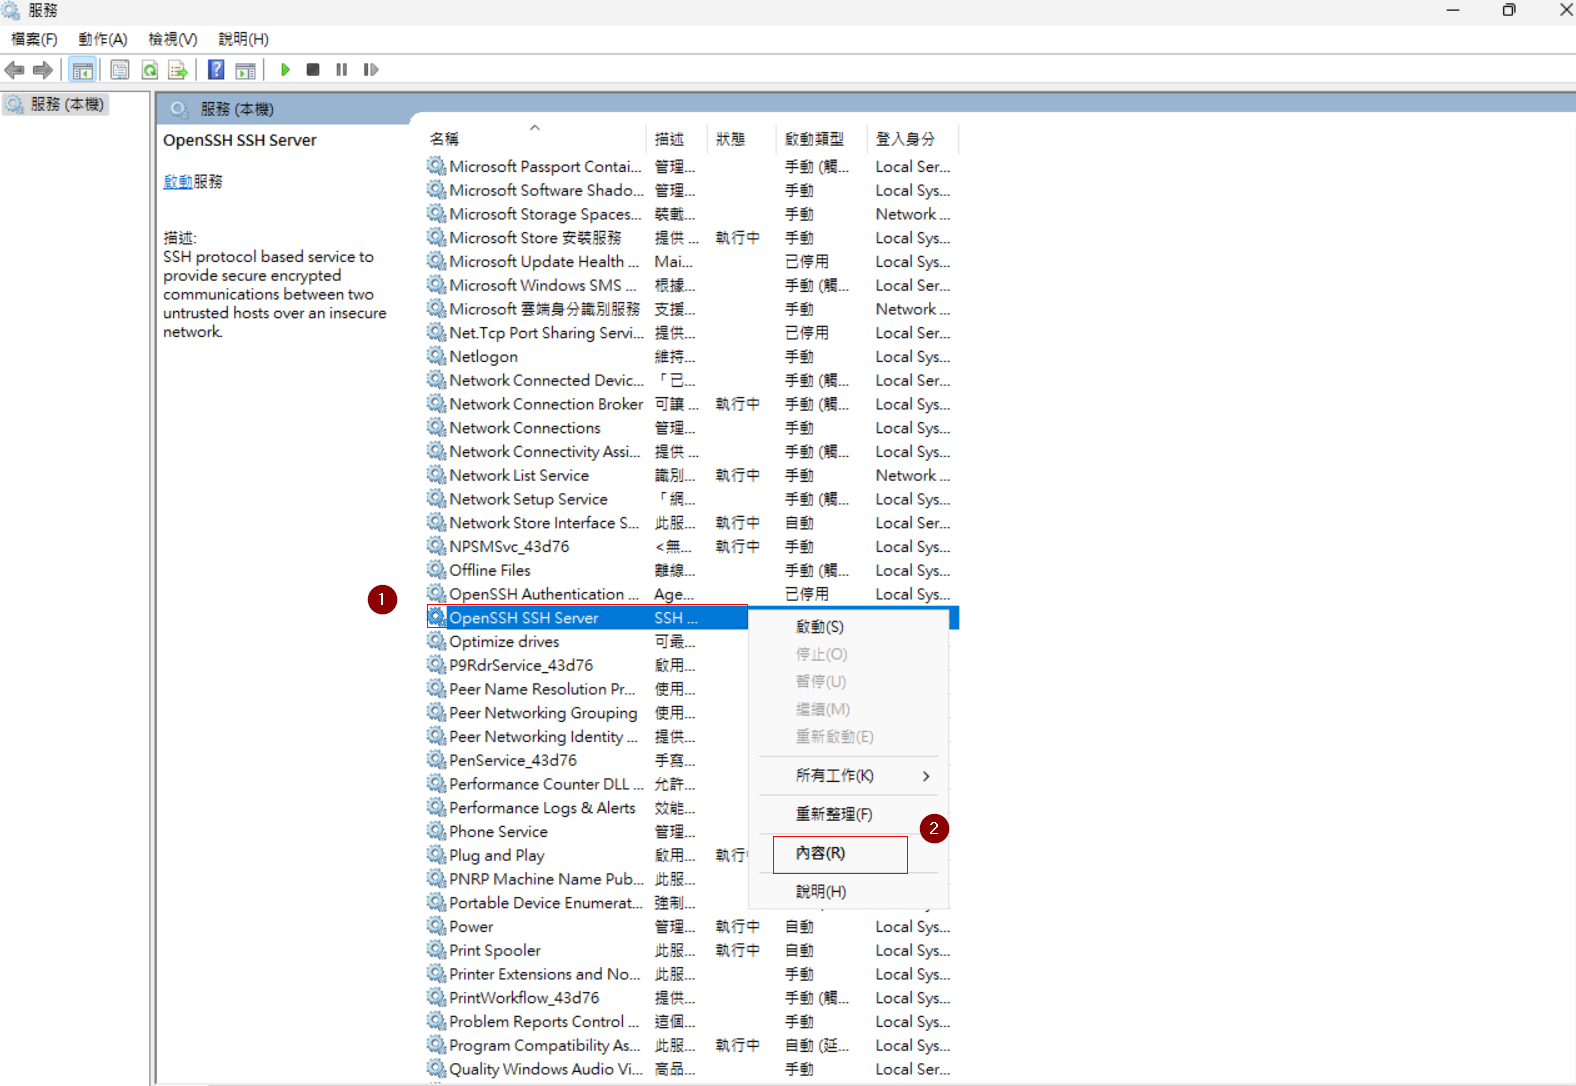 服務
檔案(F) 動作(A) 檢視(V) 說明(H)
服務 (本機)
服務 (本機)
OpenSSH SSH Server
啟動服務
描述:
SSH protocol based service to
provide secure encrypted
communications between two
untrusted hosts over an insecure
network.
名稱 描述 狀態 啟動類型 登入身分
Microsoft Passport Contai... 管理... 手動 (觸... Local Ser...
Microsoft Software Shado... 管理... 手動 Local Sys...
Microsoft Storage Spaces... 裝載... 手動 Network ...
Microsoft Store 安裝服務 提供 ... 執行中 手動 Local Sys...
Microsoft Update Health ... Mai... 已停用 Local Sys...
Microsoft Windows SMS ... 根據... 手動 (觸... Local Ser...
Microsoft 雲端身分識別服務 支援... 手動 Network ...
Net.Tcp Port Sharing Servi... 提供... 已停用 Local Ser...
Netlogon 維持... 手動 Local Sys...
Network Connected Devic... 「已... 手動 (觸... Local Ser...
Network Connection Broker 可讓 ... 執行中 手動 (觸... Local Sys...
Network Connections 管理... 手動 Local Sys...
Network Connectivity Assi... 提供 ... 手動 (觸... Local Sys...
Network List Service 識別... 執行中 手動 Network ...
Network Setup Service 「網... 手動 (觸... Local Sys...
Network Store Interface S... 此服... 執行中 自動 Local Ser...
NPSMSvc_43d76 <無... 執行中 手動 Local Sys...
Offline Files 離線... 手動 (觸... Local Sys...
OpenSSH Authentication ... Age... 已停用 Local Sys...
1
OpenSSH SSH Server SSH ...
Optimize drives 可最...
P9RdrService_43d76 啟用...
Peer Name Resolution Pr... 使用...
Peer Networking Grouping 使用...
Peer Networking Identity ... 提供...
PenService_43d76 手寫...
Performance Counter DLL ... 允許...
Performance Logs & Alerts 效能...
Phone Service 管理...
Plug and Play 啟用... 執行
PNRP Machine Name Pub... 此服...
Portable Device Enumerat... 強制...
啟動(S)
停止(O)
暫停(U)
繼續(M)
重新啟動(E)
所有工作(K)
重新整理(F)
2
內容(R)
說明(H)
Power 管理... 執行中 自動 Local Sys...
Print Spooler 此服... 執行中 自動 Local Sys...
Printer Extensions and No... 此服... 手動 Local Sys...
PrintWorkflow_43d76 提供... 手動 (觸... Local Sys...
Problem Reports Control ... 這個... 手動 Local Sys...
Program Compatibility As... 此服... 執行中 自動 (延... Local Sys...
Quality Windows Audio Vi... 高品... 手動 Local Ser...